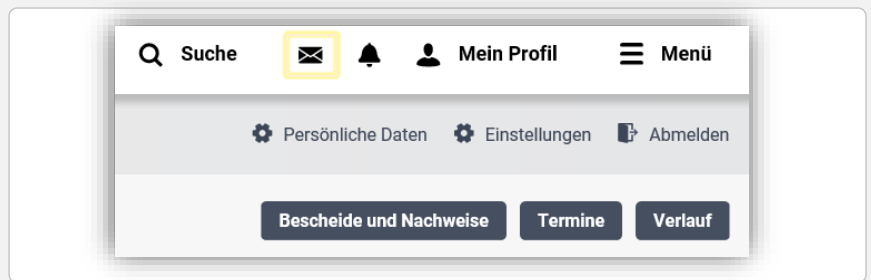 Suche Mein Profil Menü
Persönliche Daten Einstellungen Abmelden
Bescheide und Nachweise Termine Verlauf